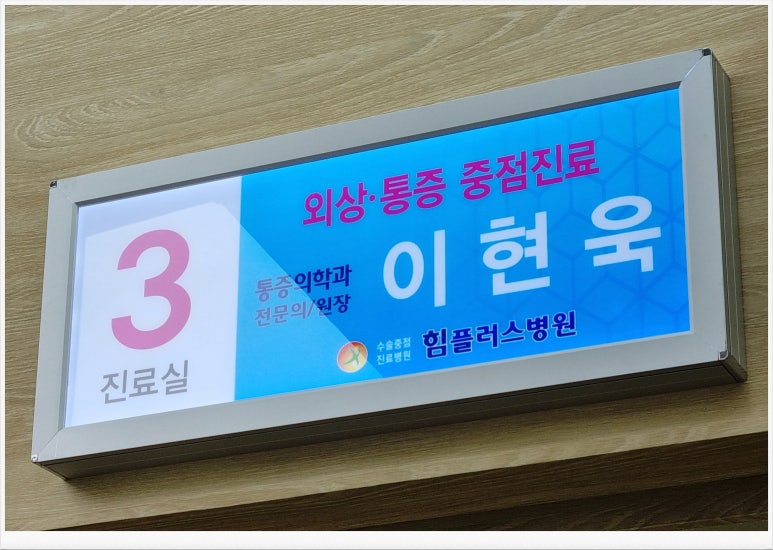 3
진료실
외상·통증 중점진료
통증의학과
전문의/원장
이현욱
수술중점
진료병원
힘플러스병원